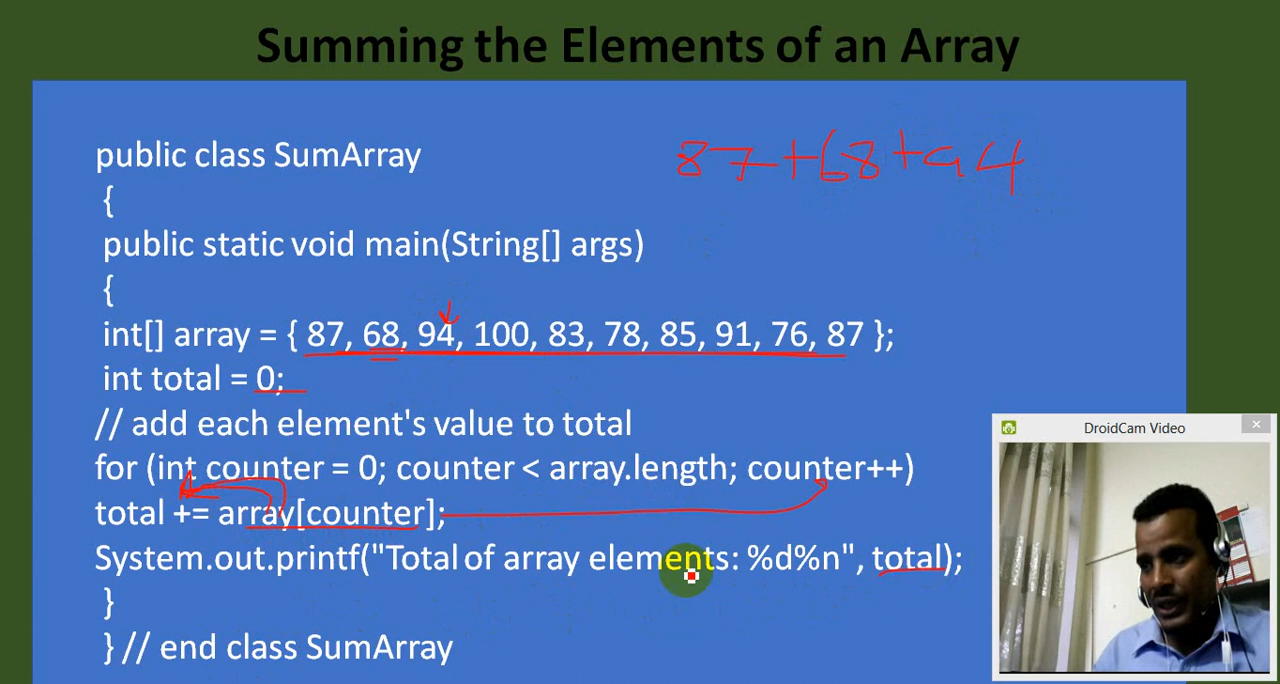 Summing the Elements of an Array
87+68+94
public class SumArray
{
public static void main(String[] args)
{
int[] array = { 87, 68, 94, 100, 83, 78, 85, 91, 76, 87 };
int total = 0;
// add each element's value to total
for (int counter = 0; counter < array.length; counter++)
total += array[counter];
System.out.printf("Total of array elements: %d%n", total);
}
} // end class SumArray
DroidCam Video